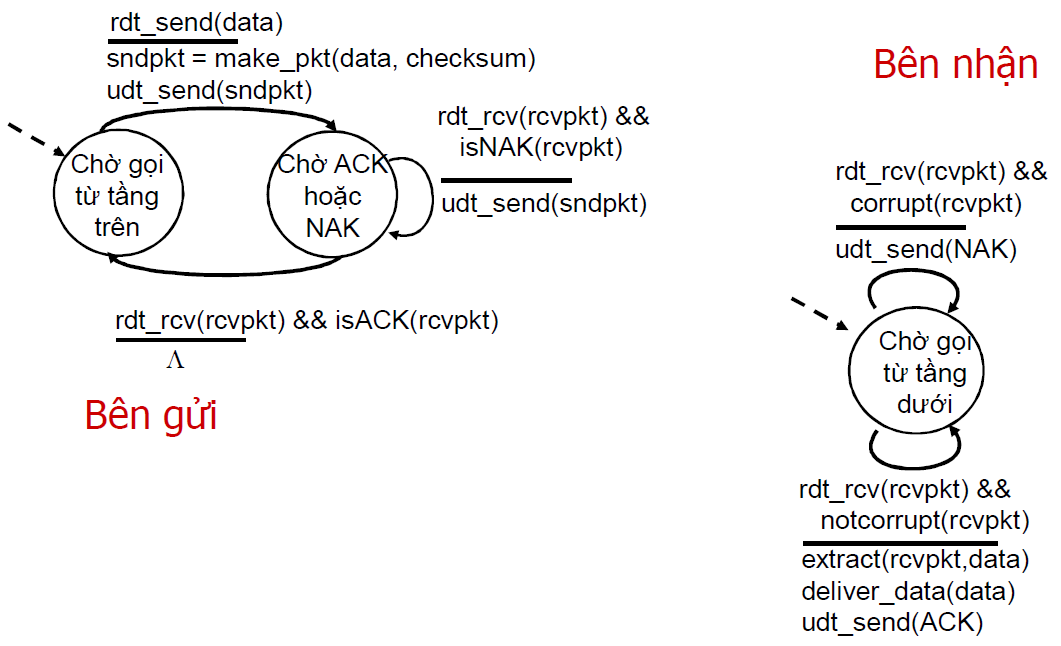 rdt_send(data)
sndpkt = make_pkt(data, checksum)
udt_send(sndpkt)
Chờ gọi
từ tầng
trên
Chờ ACK
hoặc
NAK
rdt_rcv(rcvpkt) &&
isNAK(rcvpkt)
udt_send(sndpkt)
rdt_rcv(rcvpkt) && isACK(rcvpkt)
Λ
Bên gửi
Bên nhận
rdt_rcv(rcvpkt) &&
corrupt(rcvpkt)
udt_send(NAK)
Chờ gọi
từ tầng
dưới
rdt_rcv(rcvpkt) &&
notcorrupt(rcvpkt)
extract(rcvpkt,data)
deliver_data(data)
udt_send(ACK)